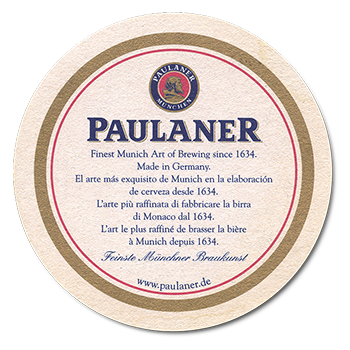 PAULANER
MÜNCHEN
PAULANER
Finest Munich Art of Brewing since 1634.
Made in Germany.
El arte más exquisito de Munich en la elaboración
de cerveza desde 1634.
L'arte più raffinata di fabbricare la birra
di Monaco dal 1634.
L'art le plus raffiné de brasser la bière
à Munich depuis 1634.
Feinste Münchner Braukunst
www.paulaner.de